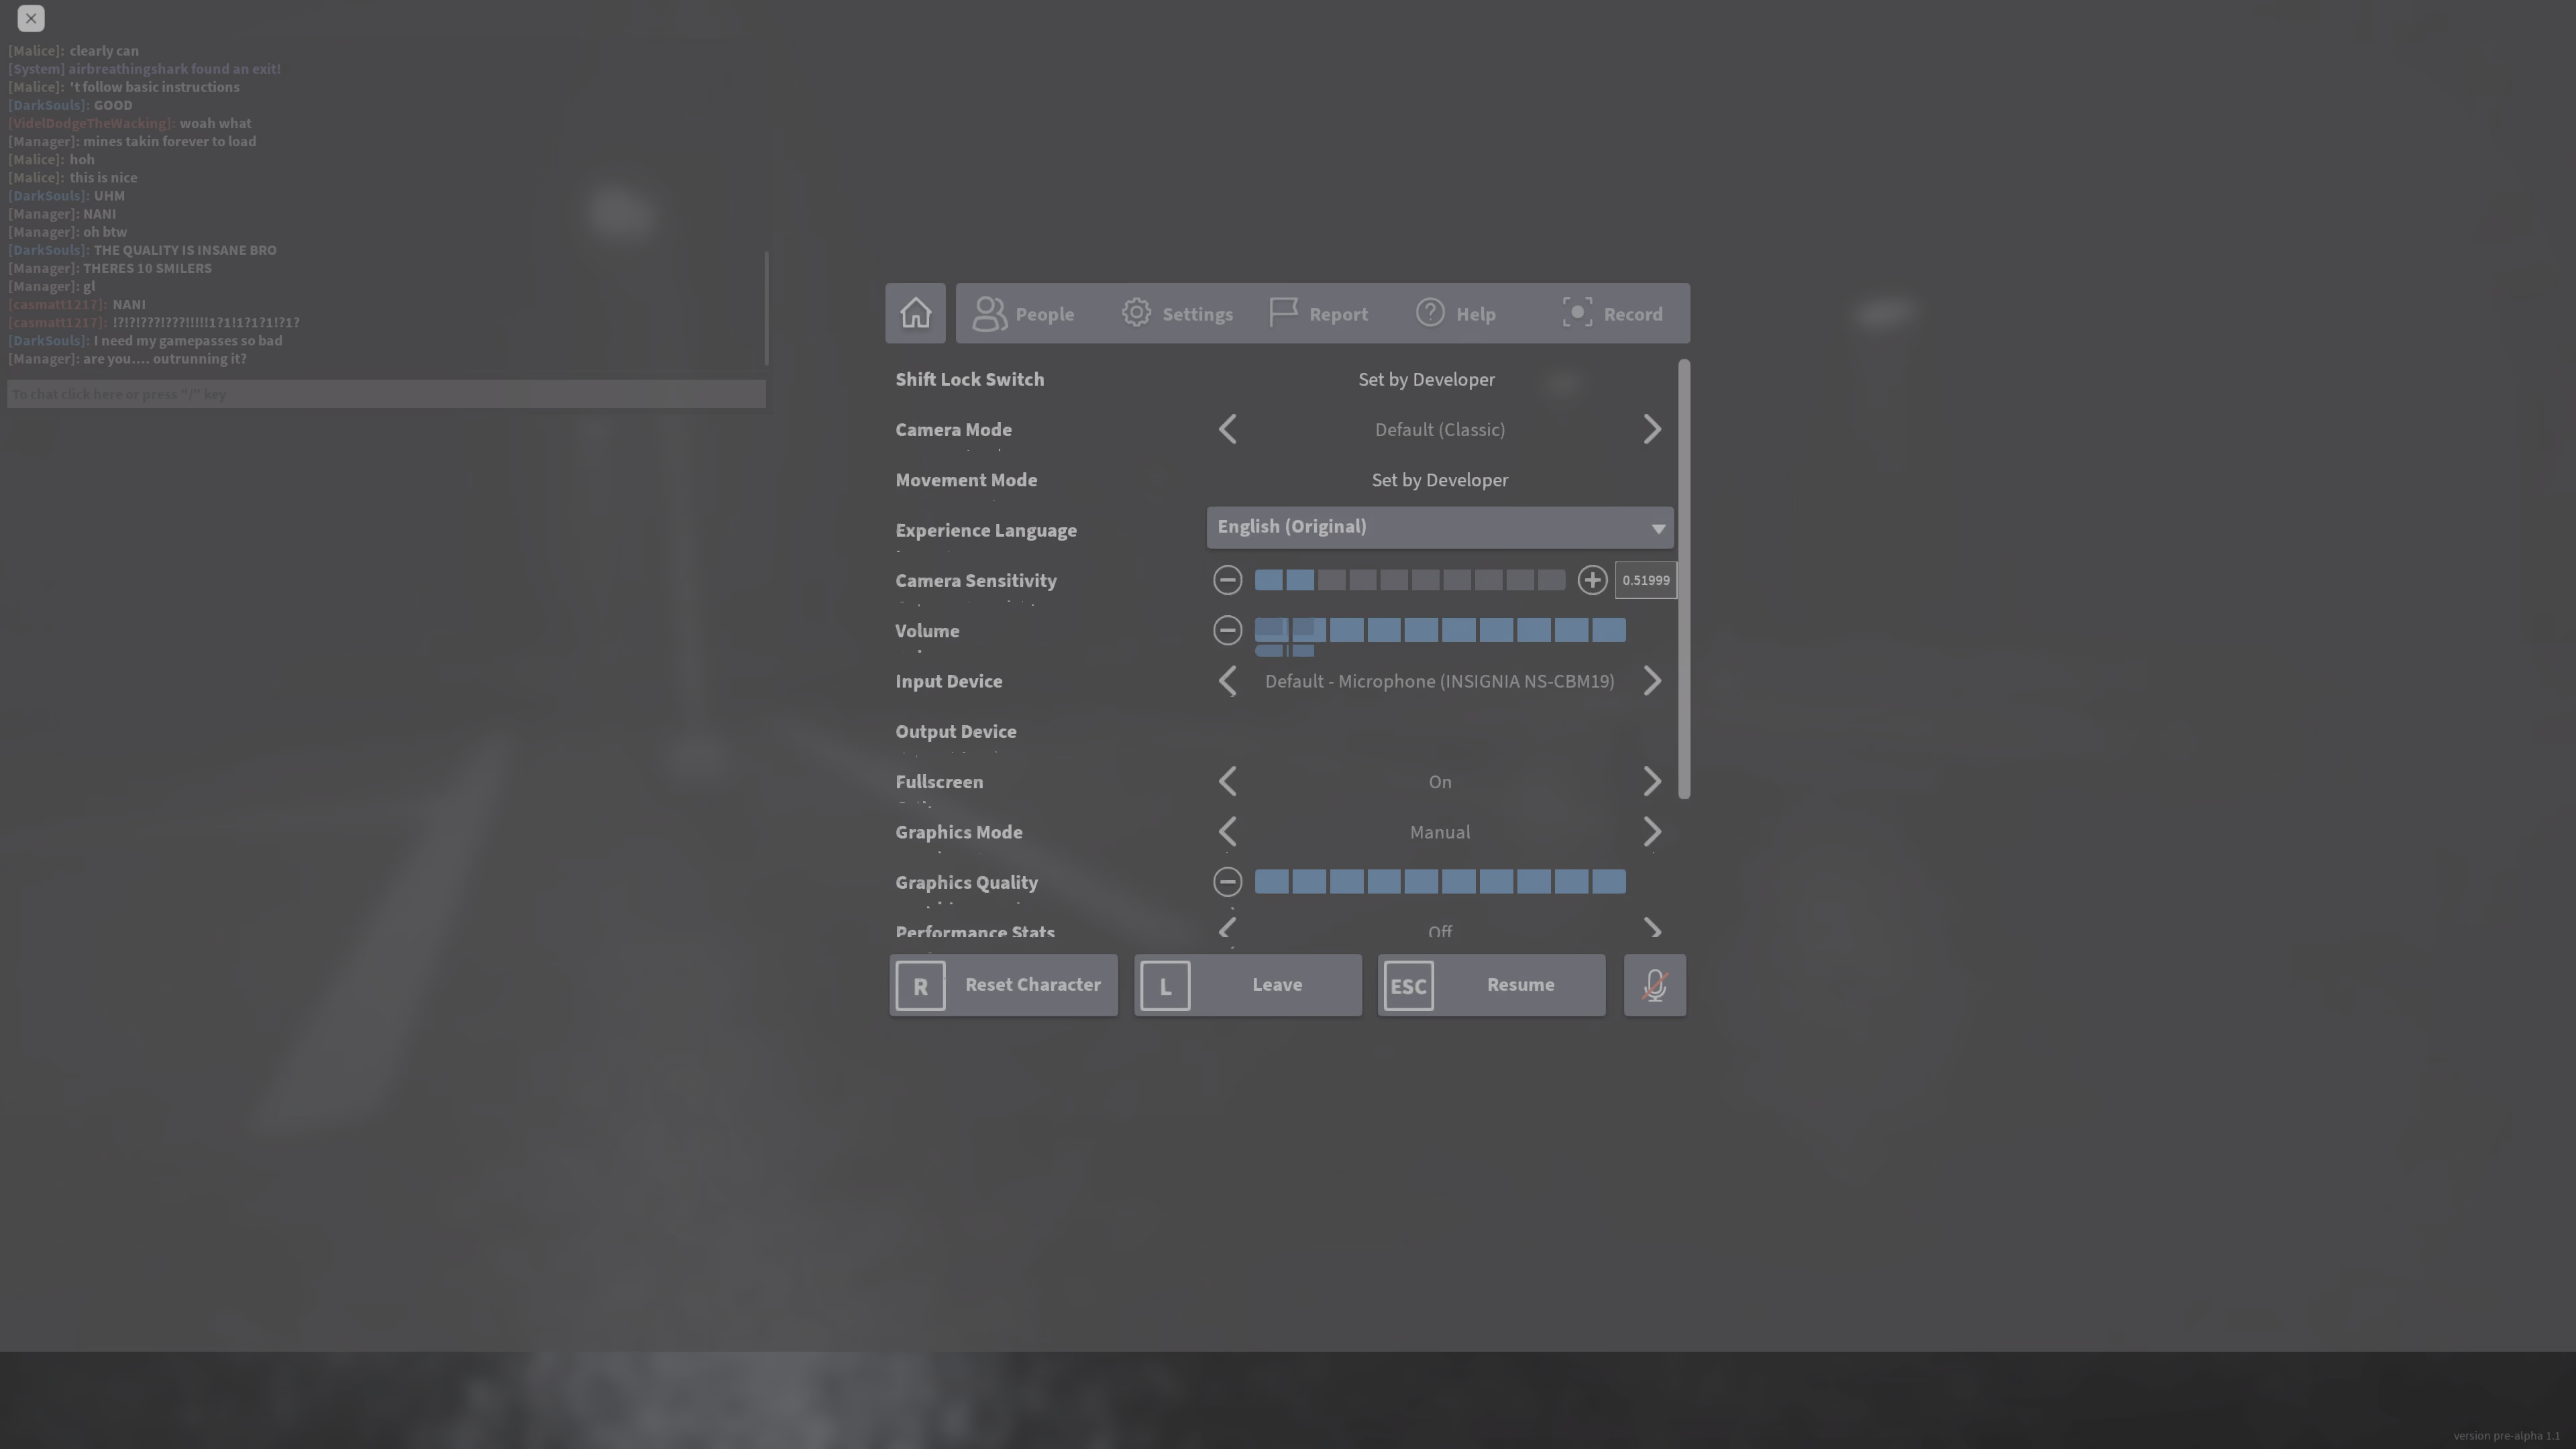 [Malice]: clearly can
[System] airbreathingshark found an exit!
[Malice]: 't follow basic instructions
[DarkSouls]: GOOD
[VidelDodgeTheWacking]: woah what
[Manager]: mines takin forever to load
[Malice]: hoh
[Malice]: this is nice
[DarkSouls]: UHM
[Manager]: NANI
[Manager]: oh btw
[DarkSouls]: THE QUALITY IS INSANE BRO
[Manager]: THERES 10 SMILERS
[Manager]: gl
[casmatt1217]: NANI
[casmatt1217]: !?!?!???!???!!!!!1?1!1?1?1!?1?
[DarkSouls]: I need my gamepasses so bad
[Manager]: are you.... outrunning it?
To chat click here or press "/" key
People Settings Report Help Record
Shift Lock Switch Set by Developer
Camera Mode Default (Classic)
Movement Mode Set by Developer
Experience Language English (Original)
Camera Sensitivity 0.51999
Volume
Input Device Default - Microphone (INSIGNIA NS-CBM19)
Output Device
Fullscreen On
Graphics Mode Manual
Graphics Quality
Performance Stats Off
R Reset Character L Leave ESC Resume
version pre-alpha 1.1